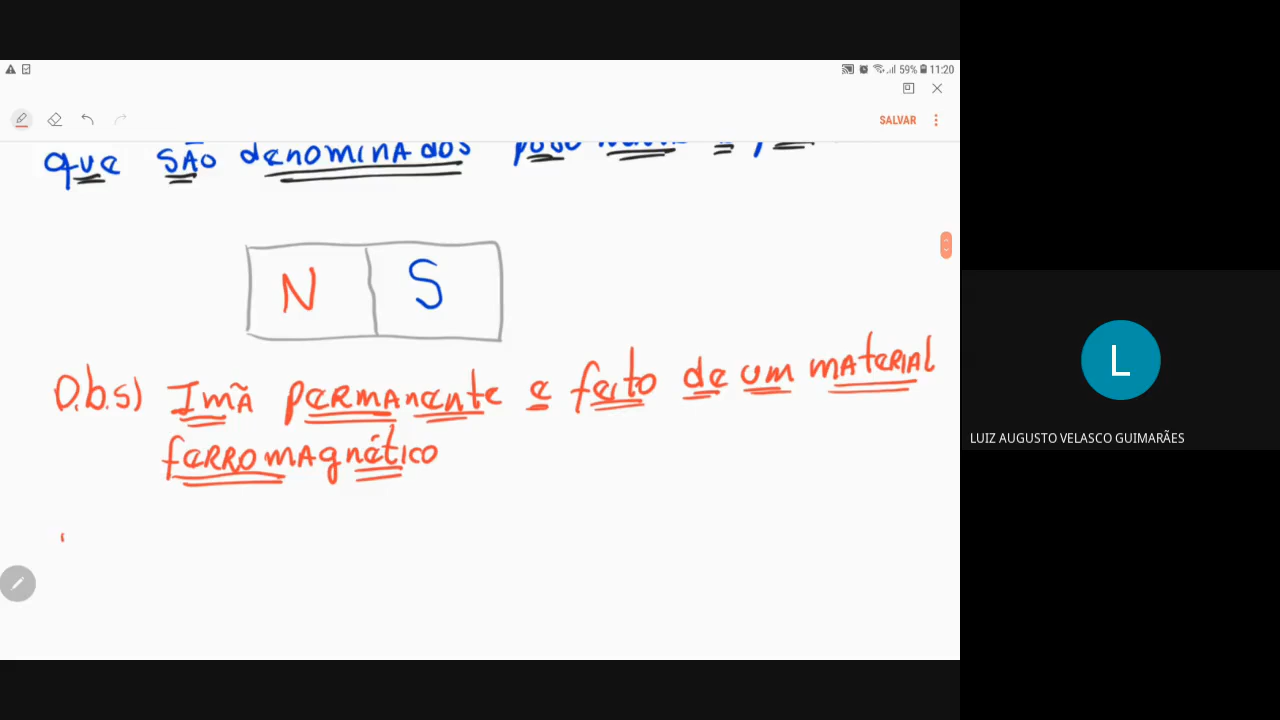 59% 11:20
SALVAR
que são denominados
N S
O.b.s) Imã permanente e feito de um material
ferromagnético
L
LUIZ AUGUSTO VELASCO GUIMARÃES